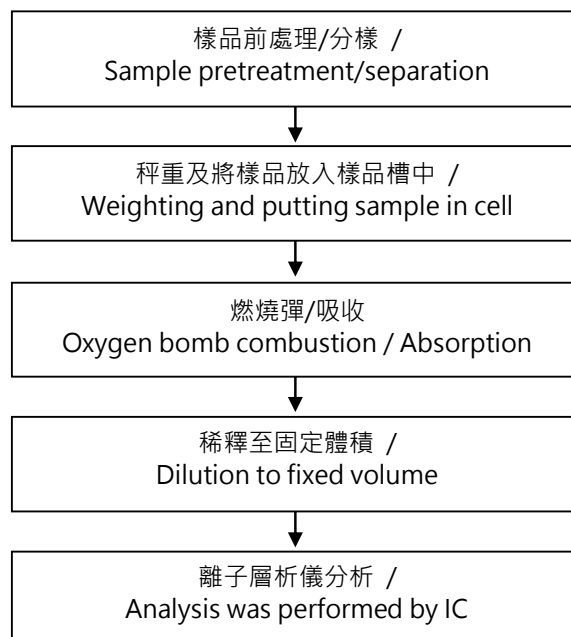 樣品前處理/分樣 /
Sample pretreatment/separation
秤重及將樣品放入樣品槽中 /
Weighting and putting sample in cell
燃燒彈/吸收
Oxygen bomb combustion / Absorption
稀釋至固定體積 /
Dilution to fixed volume
離子層析儀分析 /
Analysis was performed by IC